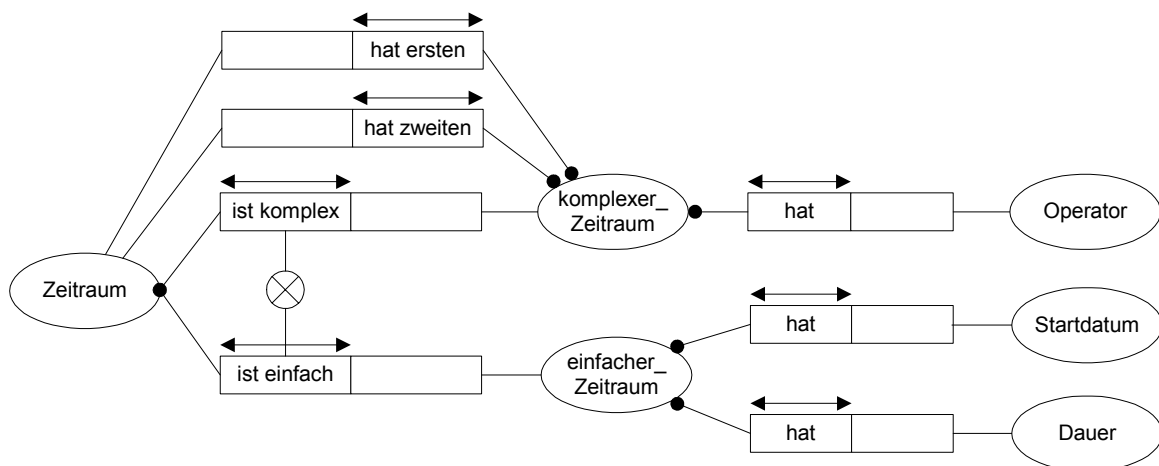 hat ersten
hat zweiten
ist komplex
komplexer_
Zeitraum
hat
Operator
Zeitraum
hat
Startdatum
ist einfach
einfacher_
Zeitraum
hat
Dauer